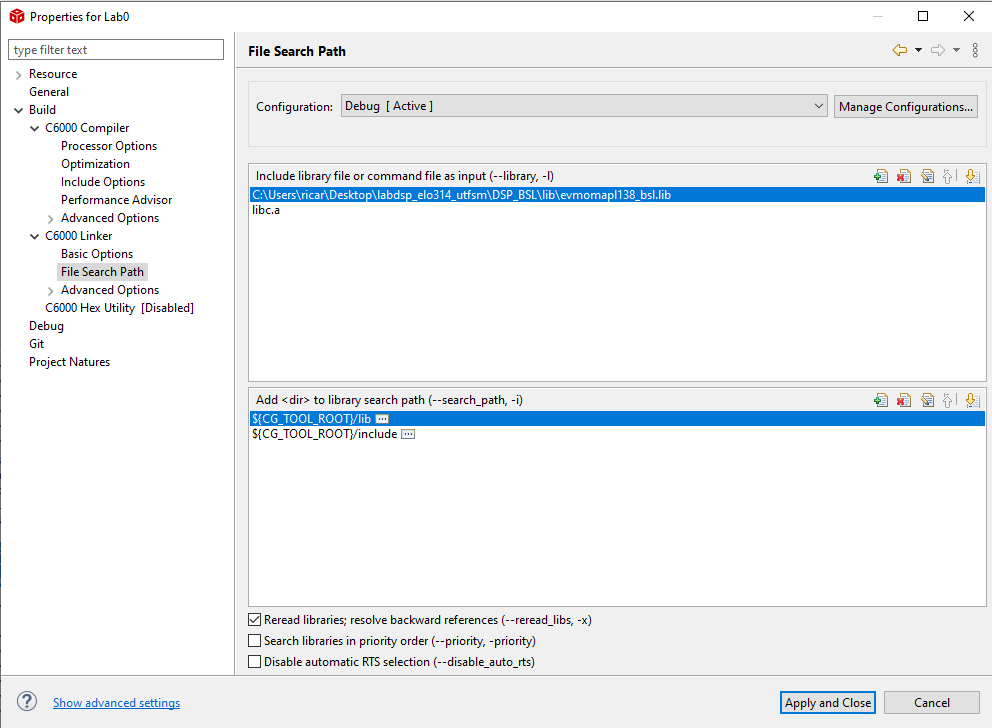 Properties for Lab0
type filter text
Resource
General
Build
C6000 Compiler
Processor Options
Optimization
Include Options
Performance Advisor
Advanced Options
C6000 Linker
Basic Options
File Search Path
Advanced Options
C6000 Hex Utility [Disabled]
Debug
Git
Project Natures
File Search Path
Configuration: Debug [ Active ] Manage Configurations...
Include library file or command file as input (--library, -l)
C:\Users\ricar\Desktop\labdsp_elo314_utfsm\DSP_BSL\lib\evmomapl138_bsl.lib
libc.a
Add <dir> to library search path (--search_path, -i)
${CG_TOOL_ROOT}/lib
${CG_TOOL_ROOT}/include
Reread libraries; resolve backward references (--reread_libs, -x)
Search libraries in priority order (--priority, -priority)
Disable automatic RTS selection (--disable_auto_rts)
Show advanced settings
Apply and Close Cancel